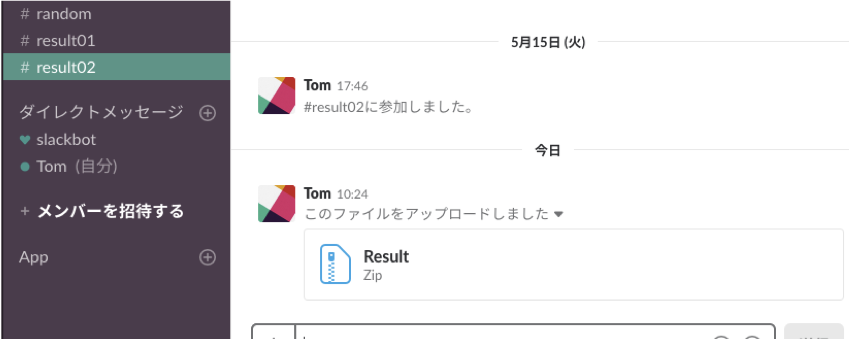 # random
# result01
# result02
ダイレクトメッセージ
slackbot
Tom (自分)
+ メンバーを招待する
App
5月15日 (火)
Tom 17:46
#result02に参加しました。
今日
Tom 10:24
このファイルをアップロードしました
Result
Zip